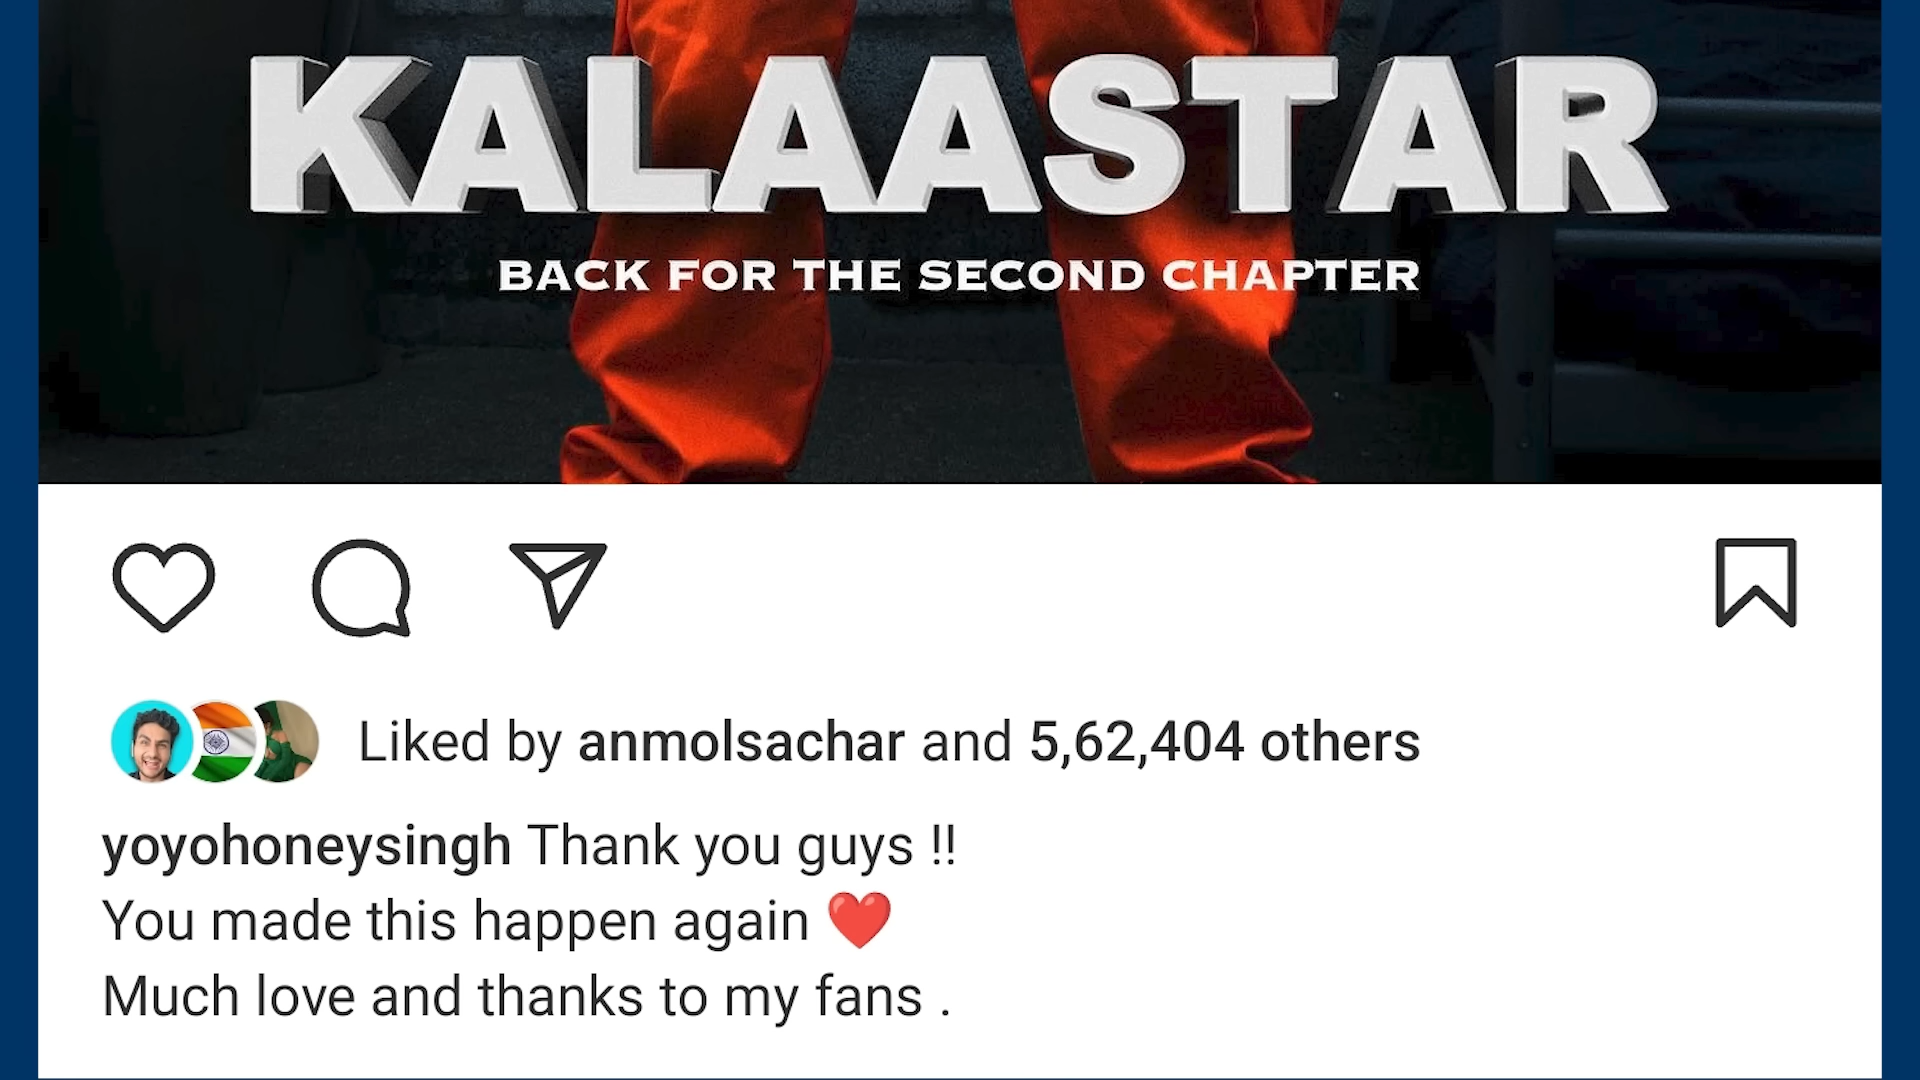 KALAASTAR
BACK FOR THE SECOND CHAPTER
Liked by anmolsachar and 5,62,404 others
yoyohoneysingh Thank you guys !!
You made this happen again ❤️
Much love and thanks to my fans .